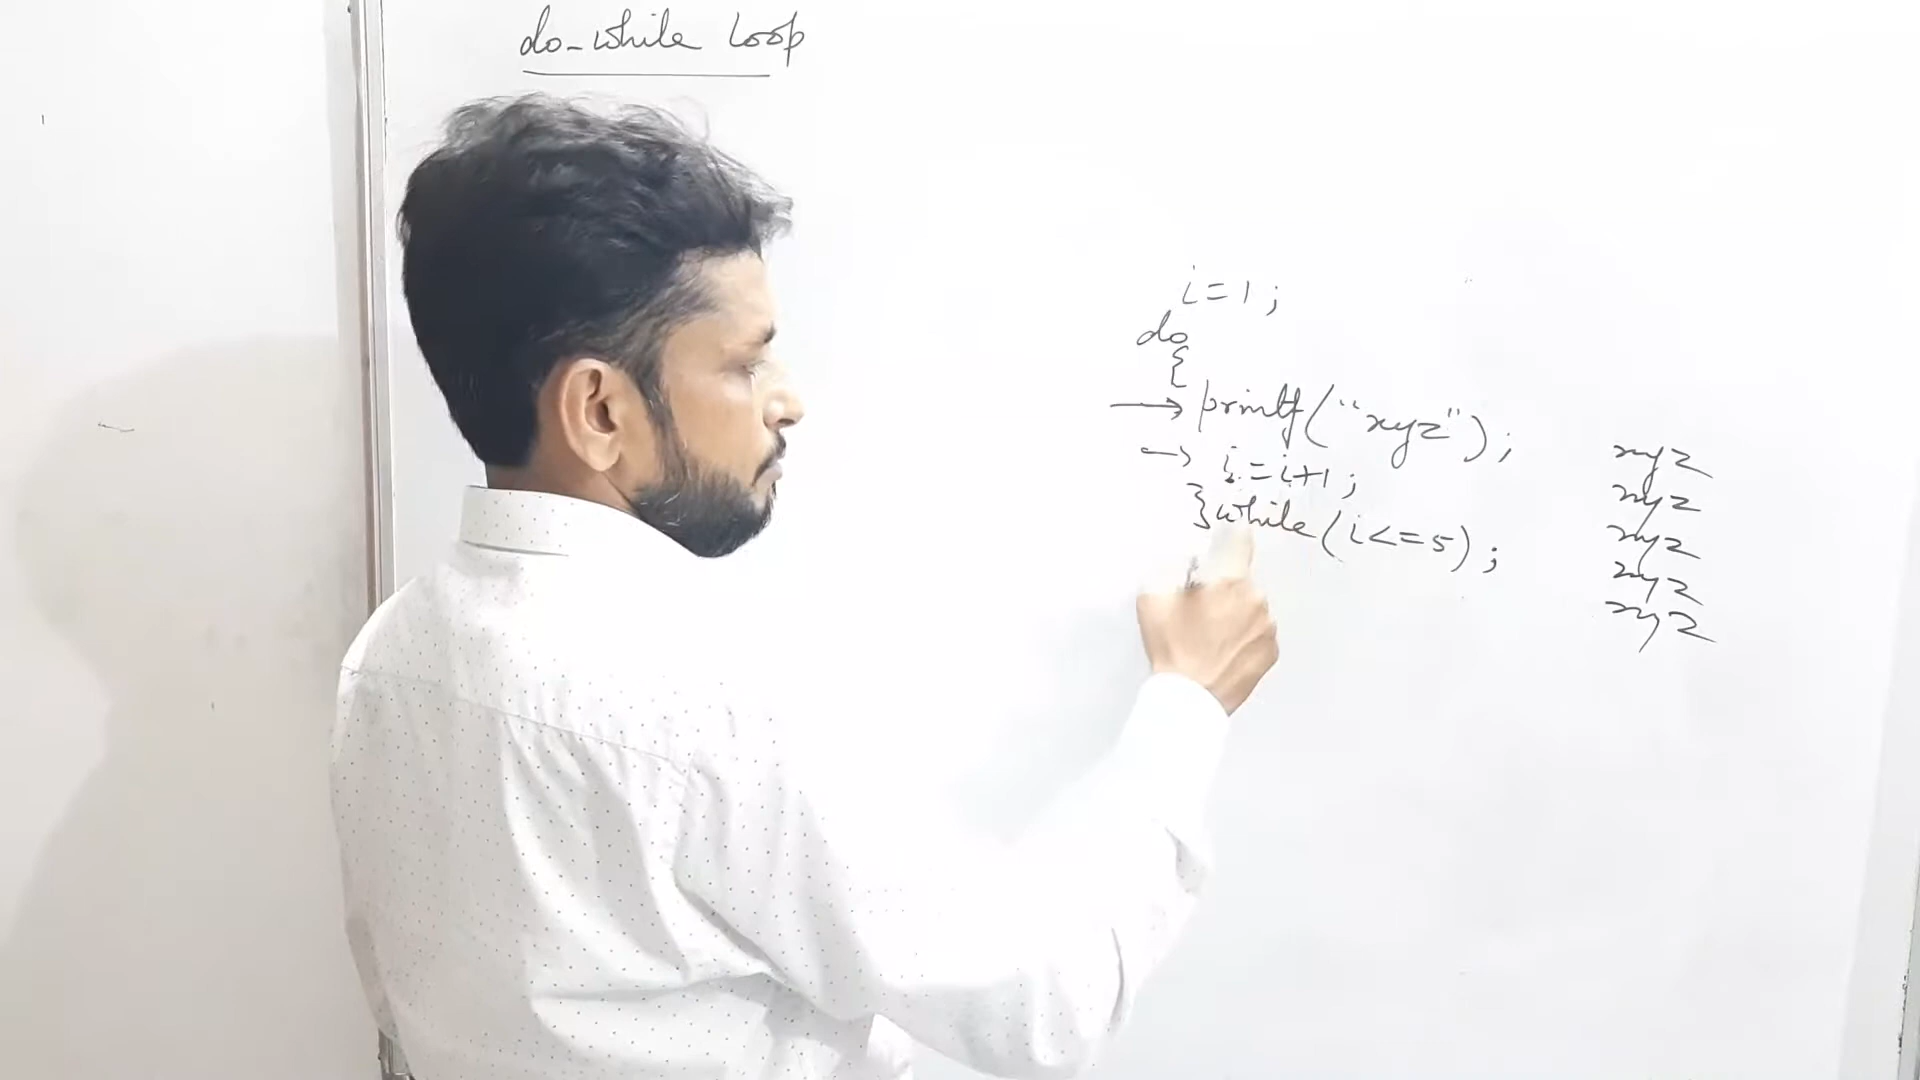 do-while loop
i=1;
do
{
→ printf("xyz");
→ i=i+1;
}while(i<=5);
xyz
xyz
xyz
xyz
xyz